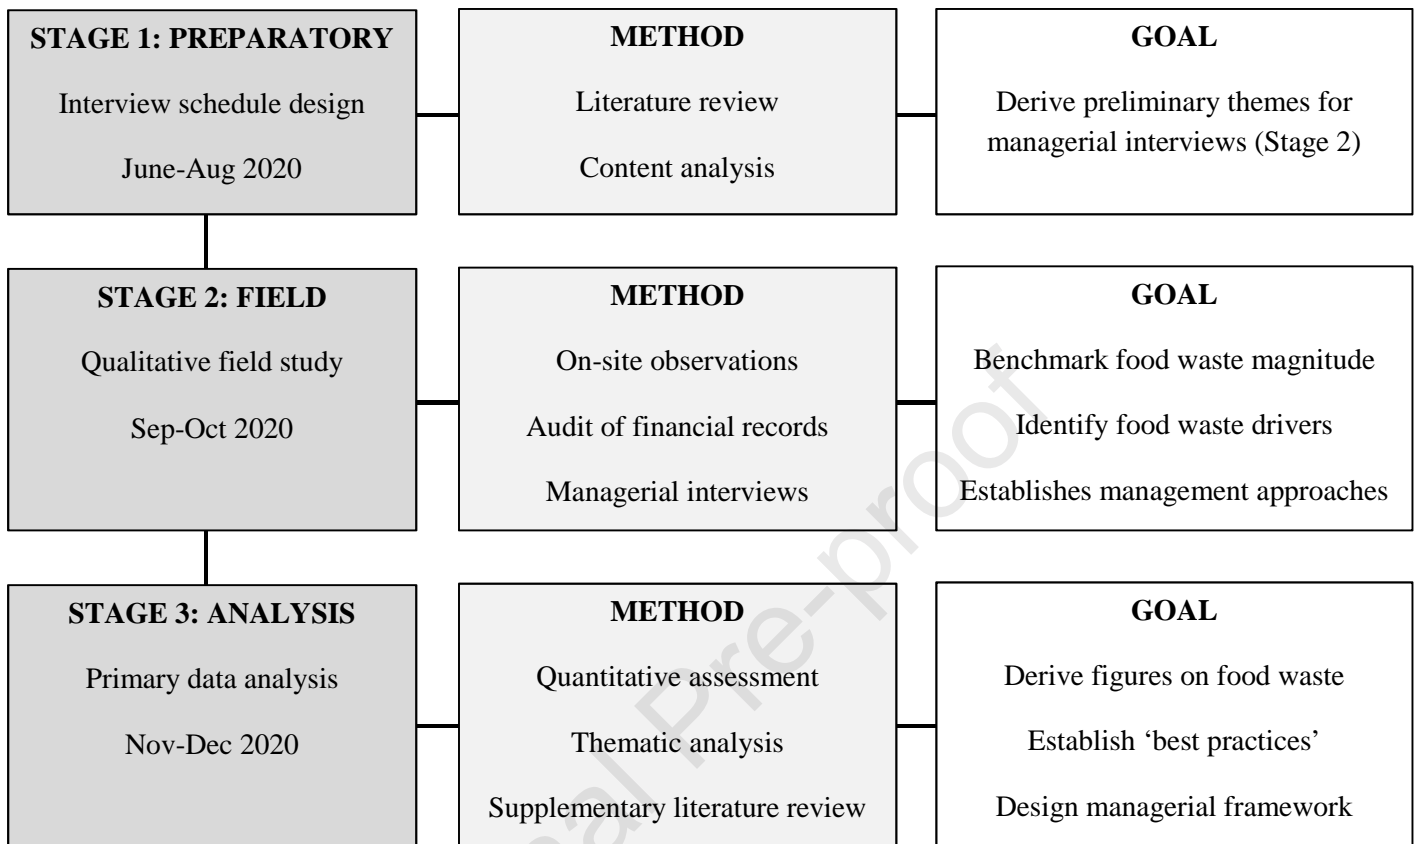 STAGE 1: PREPARATORY
Interview schedule design
June-Aug 2020
METHOD
Literature review
Content analysis
GOAL
Derive preliminary themes for
managerial interviews (Stage 2)
STAGE 2: FIELD
Qualitative field study
Sep-Oct 2020
METHOD
On-site observations
Audit of financial records
Managerial interviews
GOAL
Benchmark food waste magnitude
Identify food waste drivers
Establishes management approaches
STAGE 3: ANALYSIS
Primary data analysis
Nov-Dec 2020
METHOD
Quantitative assessment
Thematic analysis
Supplementary literature review
GOAL
Derive figures on food waste
Establish ‘best practices’
Design managerial framework
Pre-proof